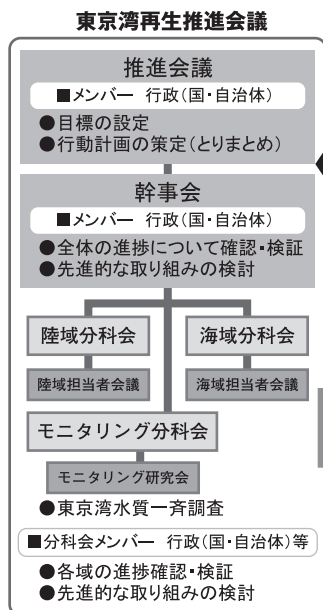 東京湾再生推進会議
推進会議
■メンバー 行政(国・自治体)
●目標の設定
●行動計画の策定(とりまとめ)
幹事会
■メンバー 行政(国・自治体)
●全体の進捗について確認・検証
●先進的な取り組みの検討
陸域分科会
海域分科会
陸域担当者会議
海域担当者会議
モニタリング分科会
モニタリング研究会
●東京湾水質一斉調査
■分科会メンバー 行政(国・自治体)等
●各域の進捗確認・検証
●先進的な取り組みの検討